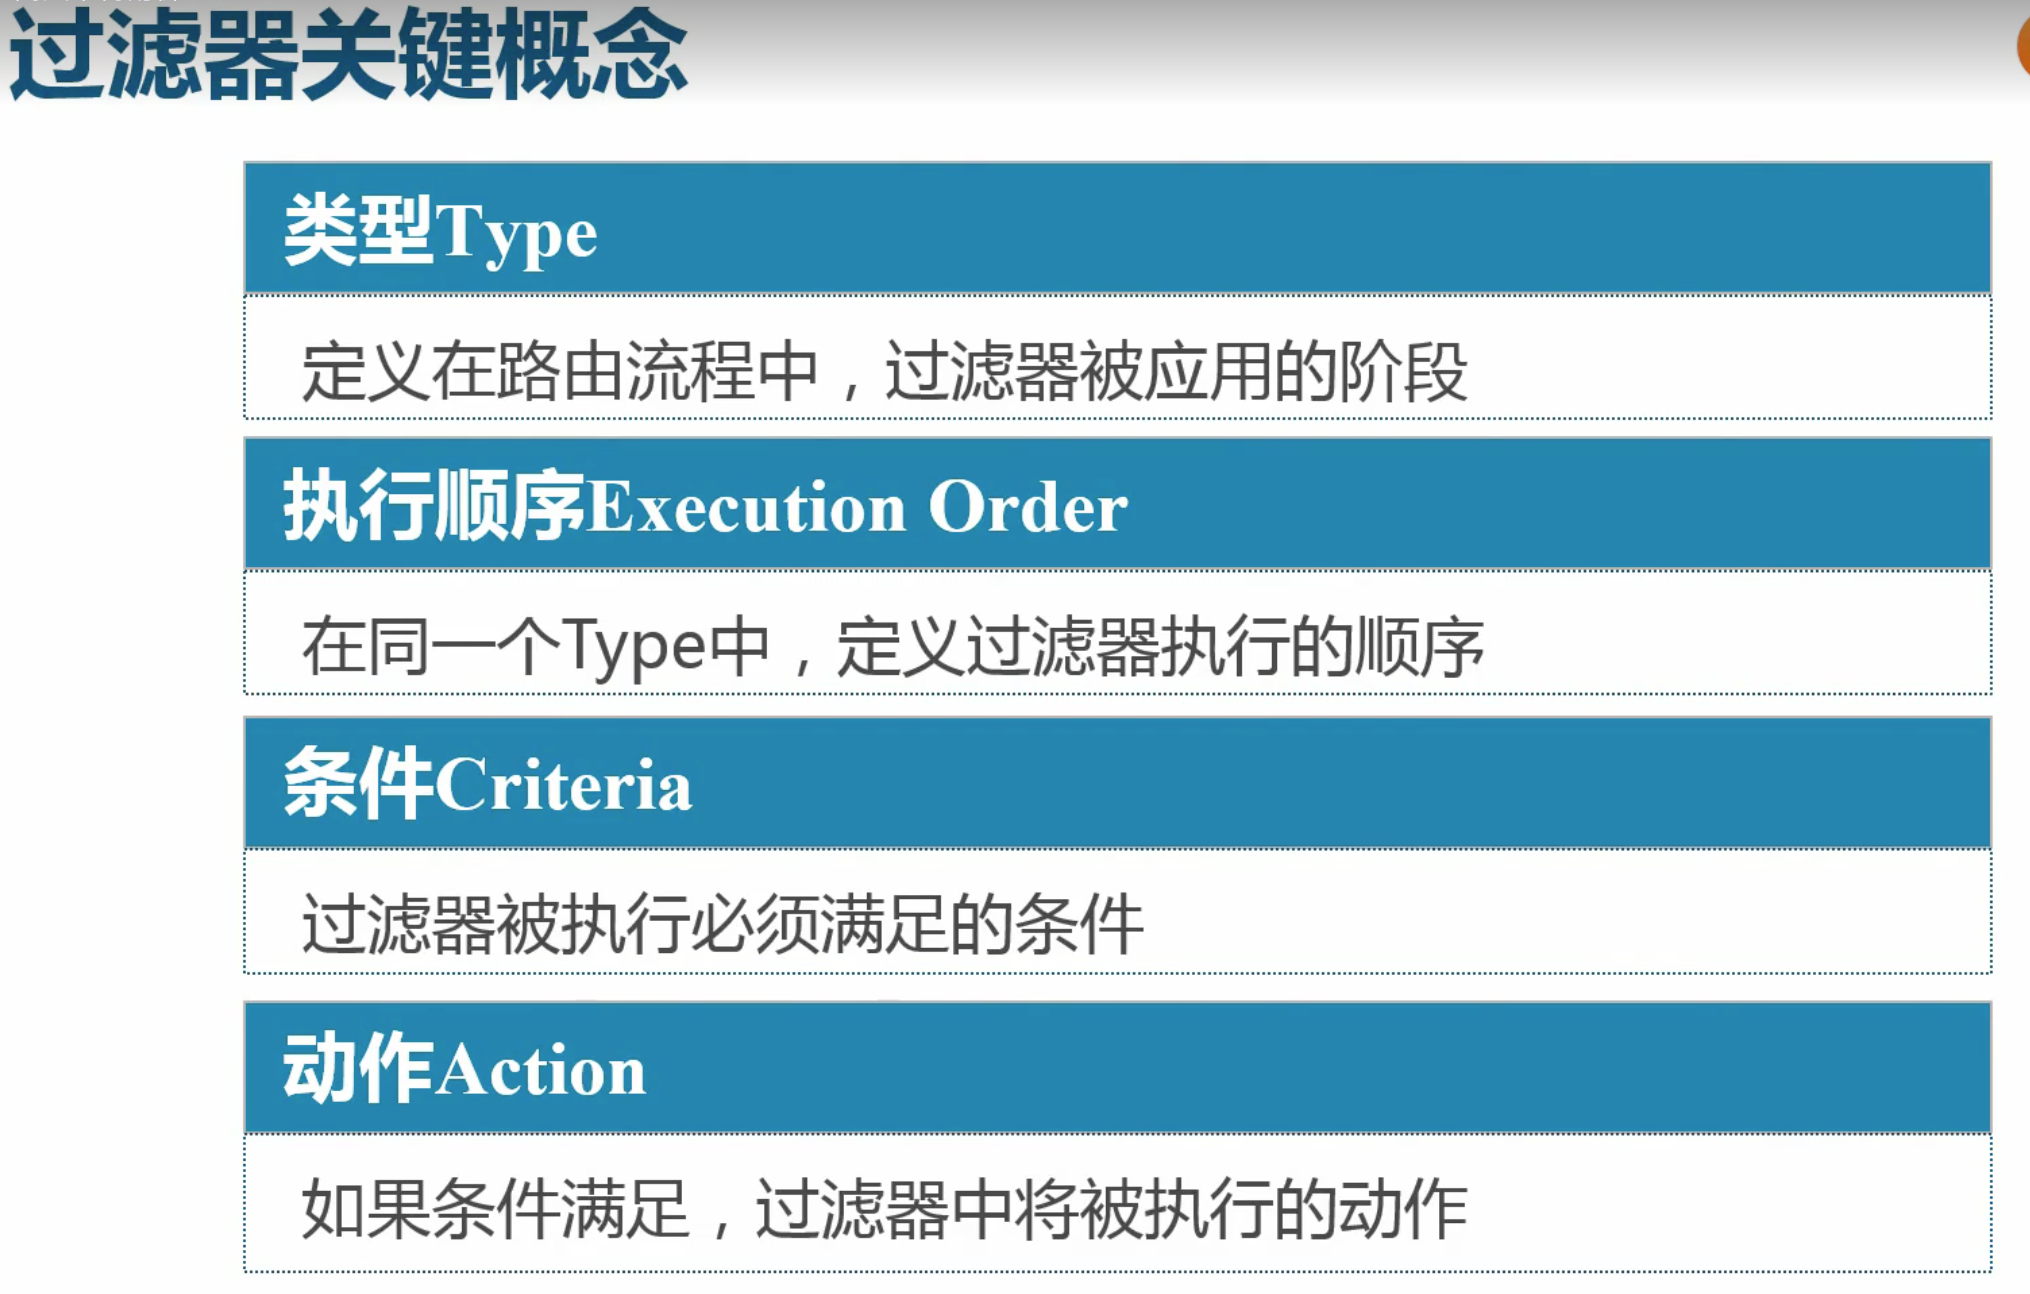 过滤器关键概念
类型Type
定义在路由流程中，过滤器被应用的阶段
执行顺序Execution Order
在同一个Type中，定义过滤器执行的顺序
条件Criteria
过滤器被执行必须满足的条件
动作Action
如果条件满足，过滤器中将被执行的动作